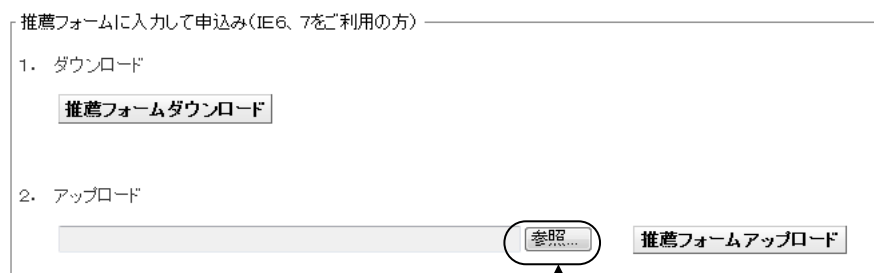 推薦フォームに入力して申込み(IE6、7をご利用の方)
1. ダウンロード
推薦フォームダウンロード
2. アップロード
参照... 推薦フォームアップロード